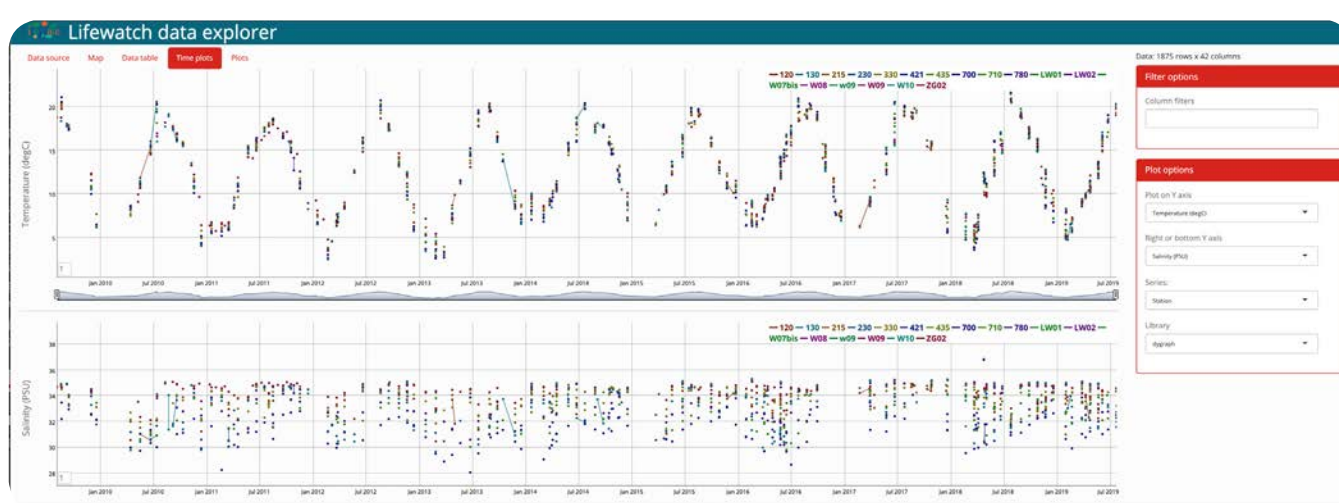 Lifewatch data explorer
Data source Map Data table Time plots Plots
Data: 1875 rows x 42 columns
— 120 — 130 — 215 — 230 — 330 — 421 — 435 — 700 — 710 — 780 — LW01 — LW02 —
W07bis — W08 — w09 — W09 — W10 — ZG02
Filter options
Column filters
Temperature (degC)
20
15
10
5
1
Jan 2010 Jul 2010 Jan 2011 Jul 2011 Jan 2012 Jul 2012 Jan 2013 Jul 2013 Jan 2014 Jul 2014 Jan 2015 Jul 2015 Jan 2016 Jul 2016 Jan 2017 Jul 2017 Jan 2018 Jul 2018 Jan 2019 Jul 2019
Plot options
Plot on Y axis
Temperature (degC)
Right or bottom Y axis
Salinity (PSU)
Series:
Station
Library
dygraph
— 120 — 130 — 215 — 230 — 330 — 421 — 435 — 700 — 710 — 780 — LW01 — LW02 —
W07bis — W08 — w09 — W09 — W10 — ZG02
Salinity (PSU)
38
36
34
32
30
28
1
Jan 2010 Jul 2010 Jan 2011 Jul 2011 Jan 2012 Jul 2012 Jan 2013 Jul 2013 Jan 2014 Jul 2014 Jan 2015 Jul 2015 Jan 2016 Jul 2016 Jan 2017 Jul 2017 Jan 2018 Jul 2018 Jan 2019 Jul 2019